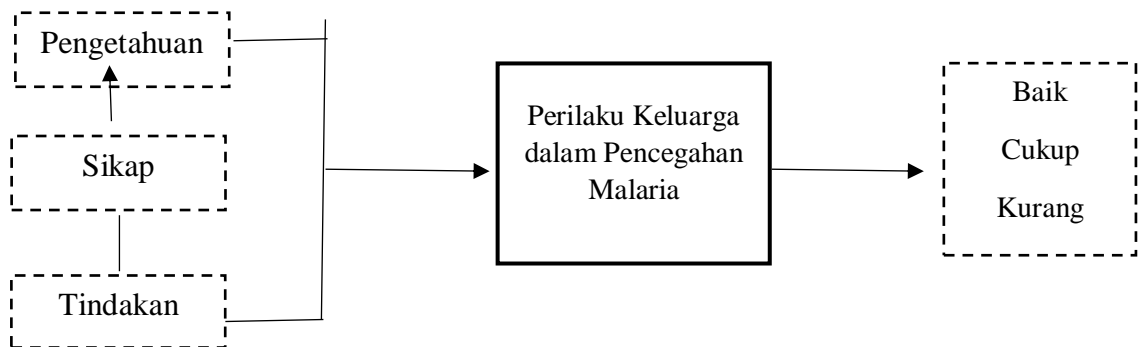 Pengetahuan
Sikap
Tindakan
Perilaku Keluarga
dalam Pencegahan
Malaria
Baik
Cukup
Kurang